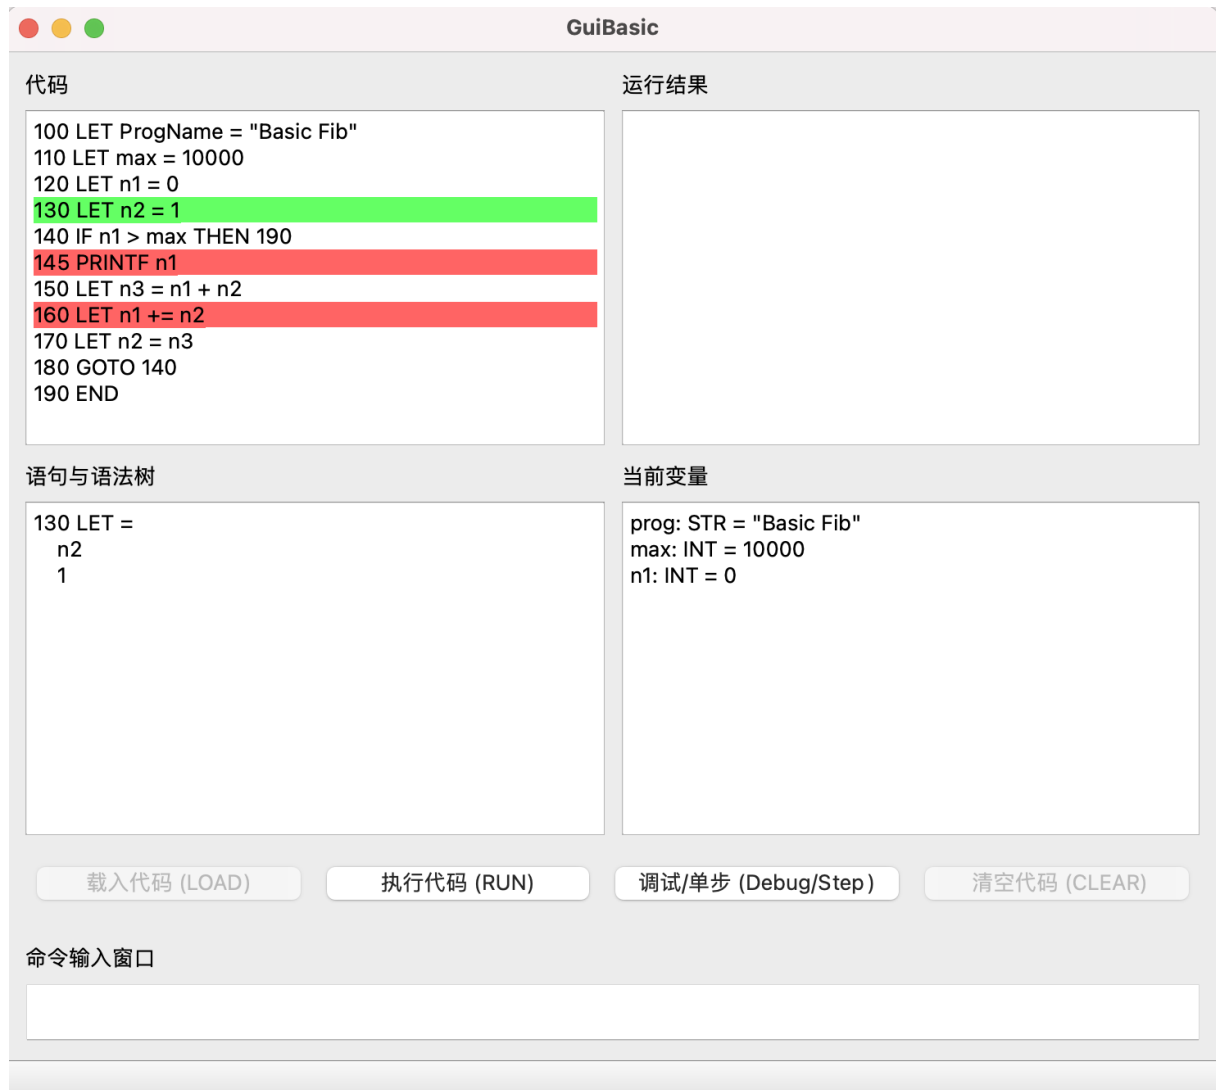 GuiBasic
代码
100 LET ProgName = "Basic Fib"
110 LET max = 10000
120 LET n1 = 0
130 LET n2 = 1
140 IF n1 > max THEN 190
145 PRINTF n1
150 LET n3 = n1 + n2
160 LET n1 += n2
170 LET n2 = n3
180 GOTO 140
190 END
运行结果
语句与语法树
130 LET =
n2
1
当前变量
prog: STR = "Basic Fib"
max: INT = 10000
n1: INT = 0
载入代码 (LOAD)
执行代码 (RUN)
调试/单步 (Debug/Step)
清空代码 (CLEAR)
命令输入窗口